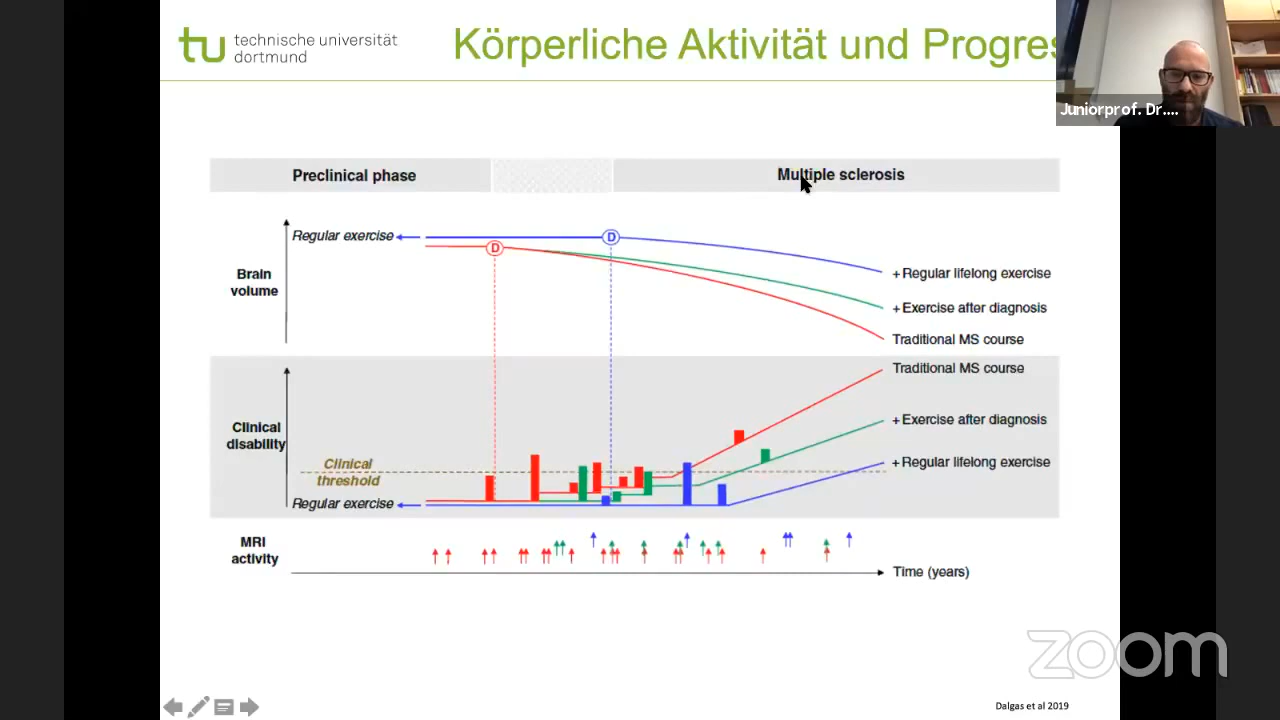 technische universität
dortmund
Körperliche Aktivität und Progres
Juniorprof. Dr....
Preclinical phase
Multiple sclerosis
Regular exercise
D
D
Brain
volume
+ Regular lifelong exercise
+ Exercise after diagnosis
Traditional MS course
Traditional MS course
Clinical
disability
+ Exercise after diagnosis
Clinical
threshold
+ Regular lifelong exercise
Regular exercise
MRI
activity
Time (years)
zoom
Dalgas et al 2019